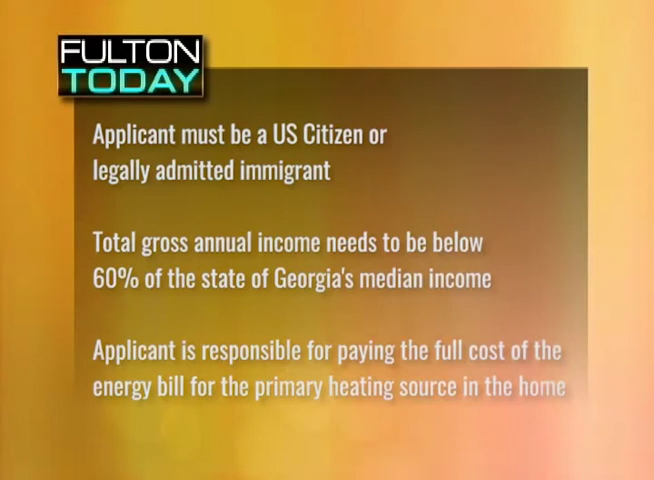 FULTON
TODAY
Applicant must be a US Citizen or
legally admitted immigrant
Total gross annual income needs to be below
60% of the state of Georgia's median income
Applicant is responsible for paying the full cost of the
energy bill for the primary heating source in the home